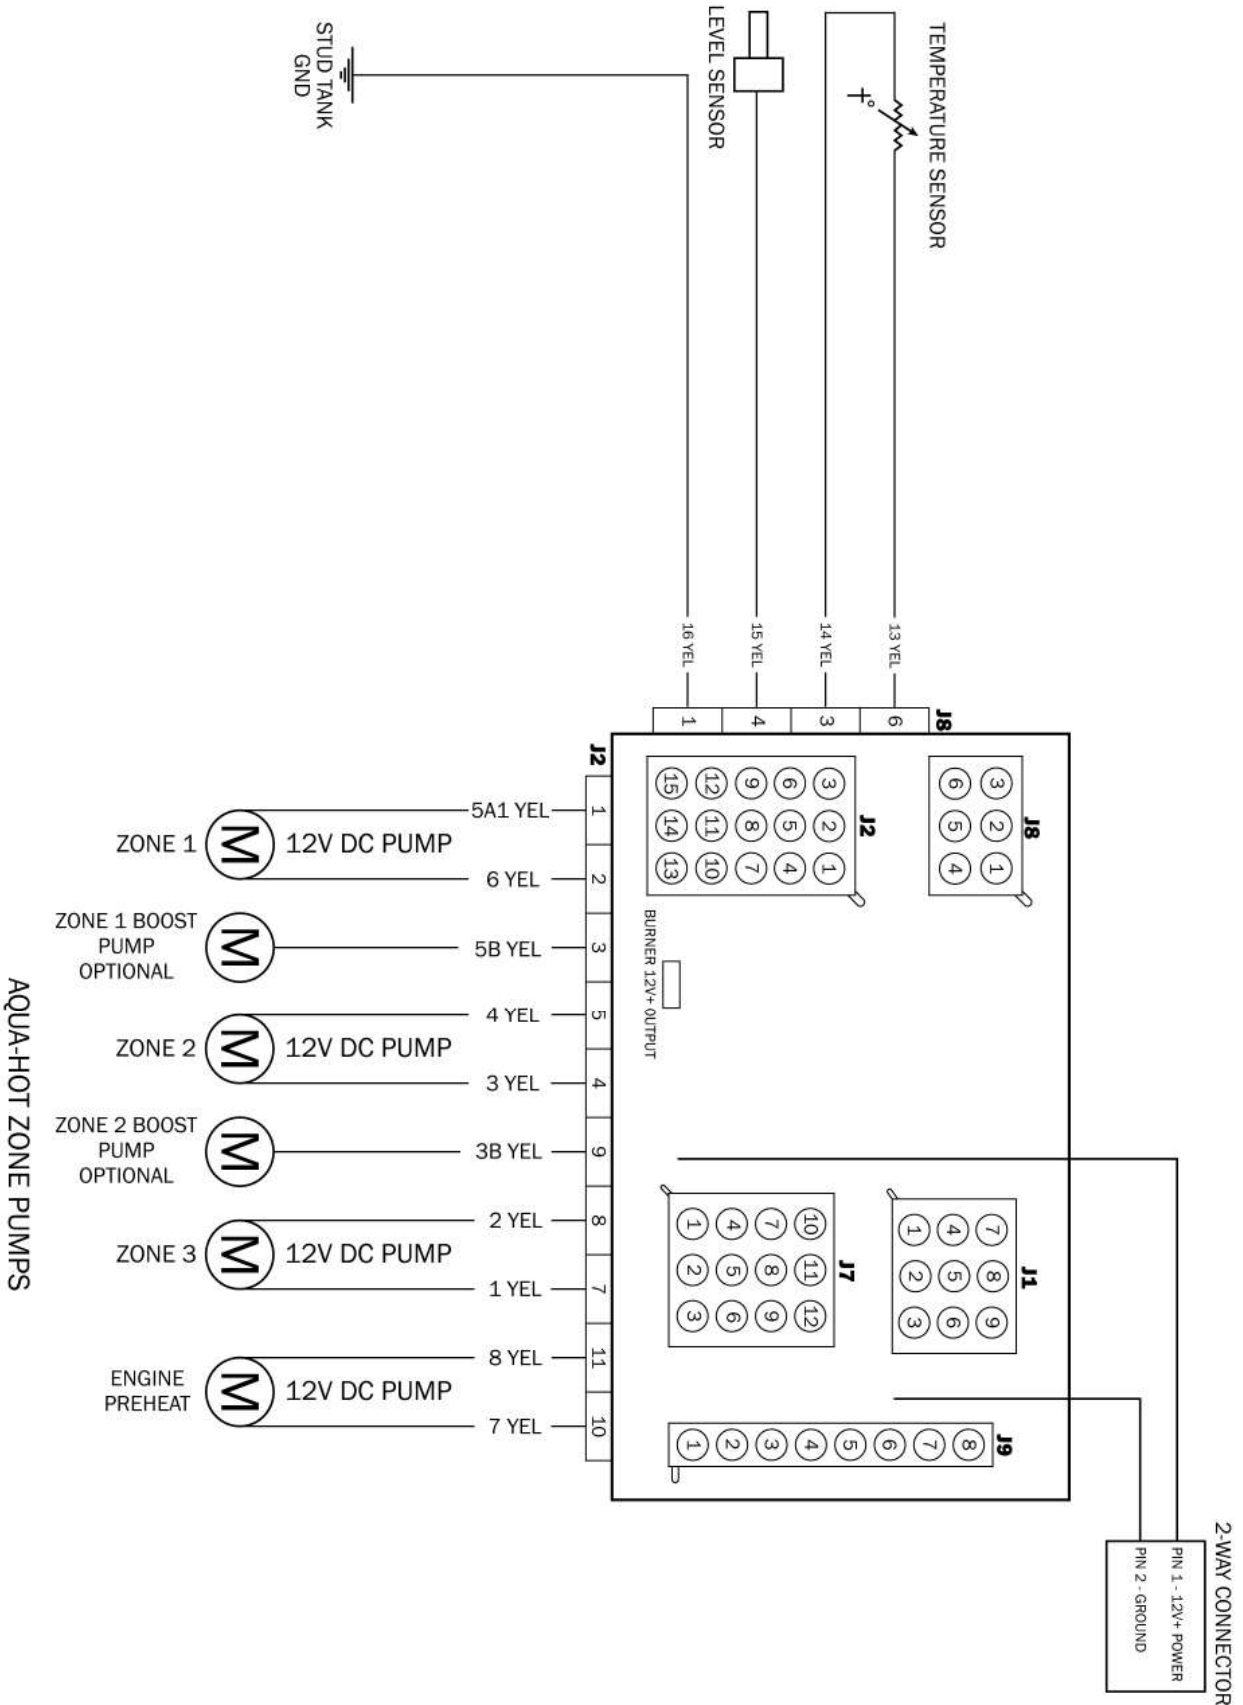 TEMPERATURE SENSOR
LEVEL SENSOR
STUD TANK
GND
t°
13 YEL
14 YEL
15 YEL
16 YEL
J8
6
3
4
1
J8
3 2 1
6 5 4
J2
3 2 1
6 5 4
9 8 7
12 11 10
15 14 13
BURNER 12V+ OUTPUT
J1
7 8 9
4 5 6
1 2 3
J7
10 11 12
7 8 9
4 5 6
1 2 3
J9
8
7
6
5
4
3
2
1
2-WAY CONNECTOR
PIN 1 - 12V+ POWER
PIN 2 - GROUND
J2
ZONE 1 M 12V DC PUMP
5A1 YEL 1
6 YEL 2
ZONE 1 BOOST
PUMP
OPTIONAL
M 5B YEL 3
ZONE 2 M 12V DC PUMP
4 YEL 5
3 YEL 4
ZONE 2 BOOST
PUMP
OPTIONAL
M 3B YEL 9
ZONE 3 M 12V DC PUMP
2 YEL 8
1 YEL 7
ENGINE
PREHEAT
M 12V DC PUMP
8 YEL 11
7 YEL 10
AQUA-HOT ZONE PUMPS